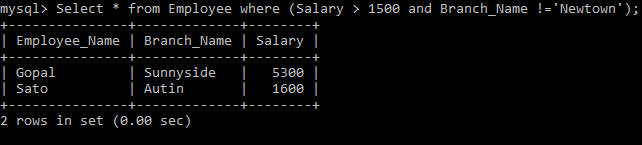 mysql> Select * from Employee where (Salary > 1500 and Branch_Name !='Newtown');
+---------------+-------------+--------+
| Employee_Name | Branch_Name | Salary |
+---------------+-------------+--------+
| Gopal         | Sunnyside   |   5300 |
| Sato          | Autin       |   1600 |
+---------------+-------------+--------+
2 rows in set (0.00 sec)